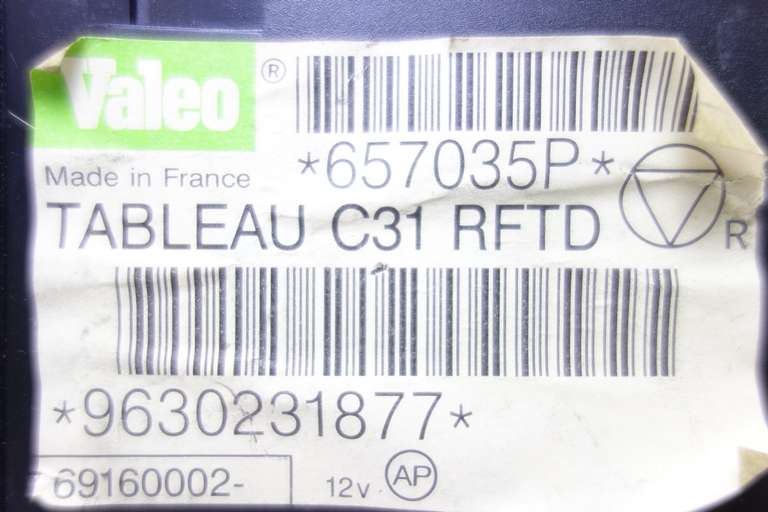 Valeo ®
*657035P*
Made in France
TABLEAU C31 RFTD
R
*9630231877*
69160002-
12v AP